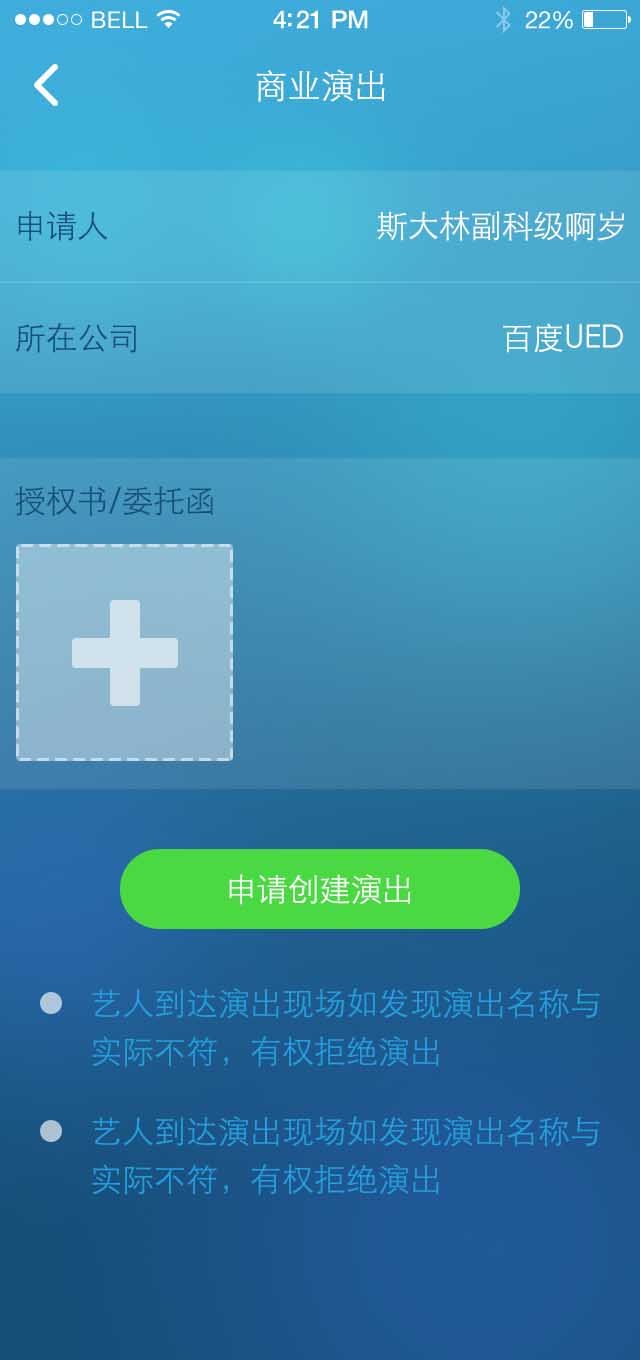 BELL 4:21 PM 22%
商业演出
申请人 斯大林副科级啊岁
所在公司 百度UED
授权书/委托函
申请创建演出
艺人到达演出现场如发现演出名称与
实际不符，有权拒绝演出
艺人到达演出现场如发现演出名称与
实际不符，有权拒绝演出